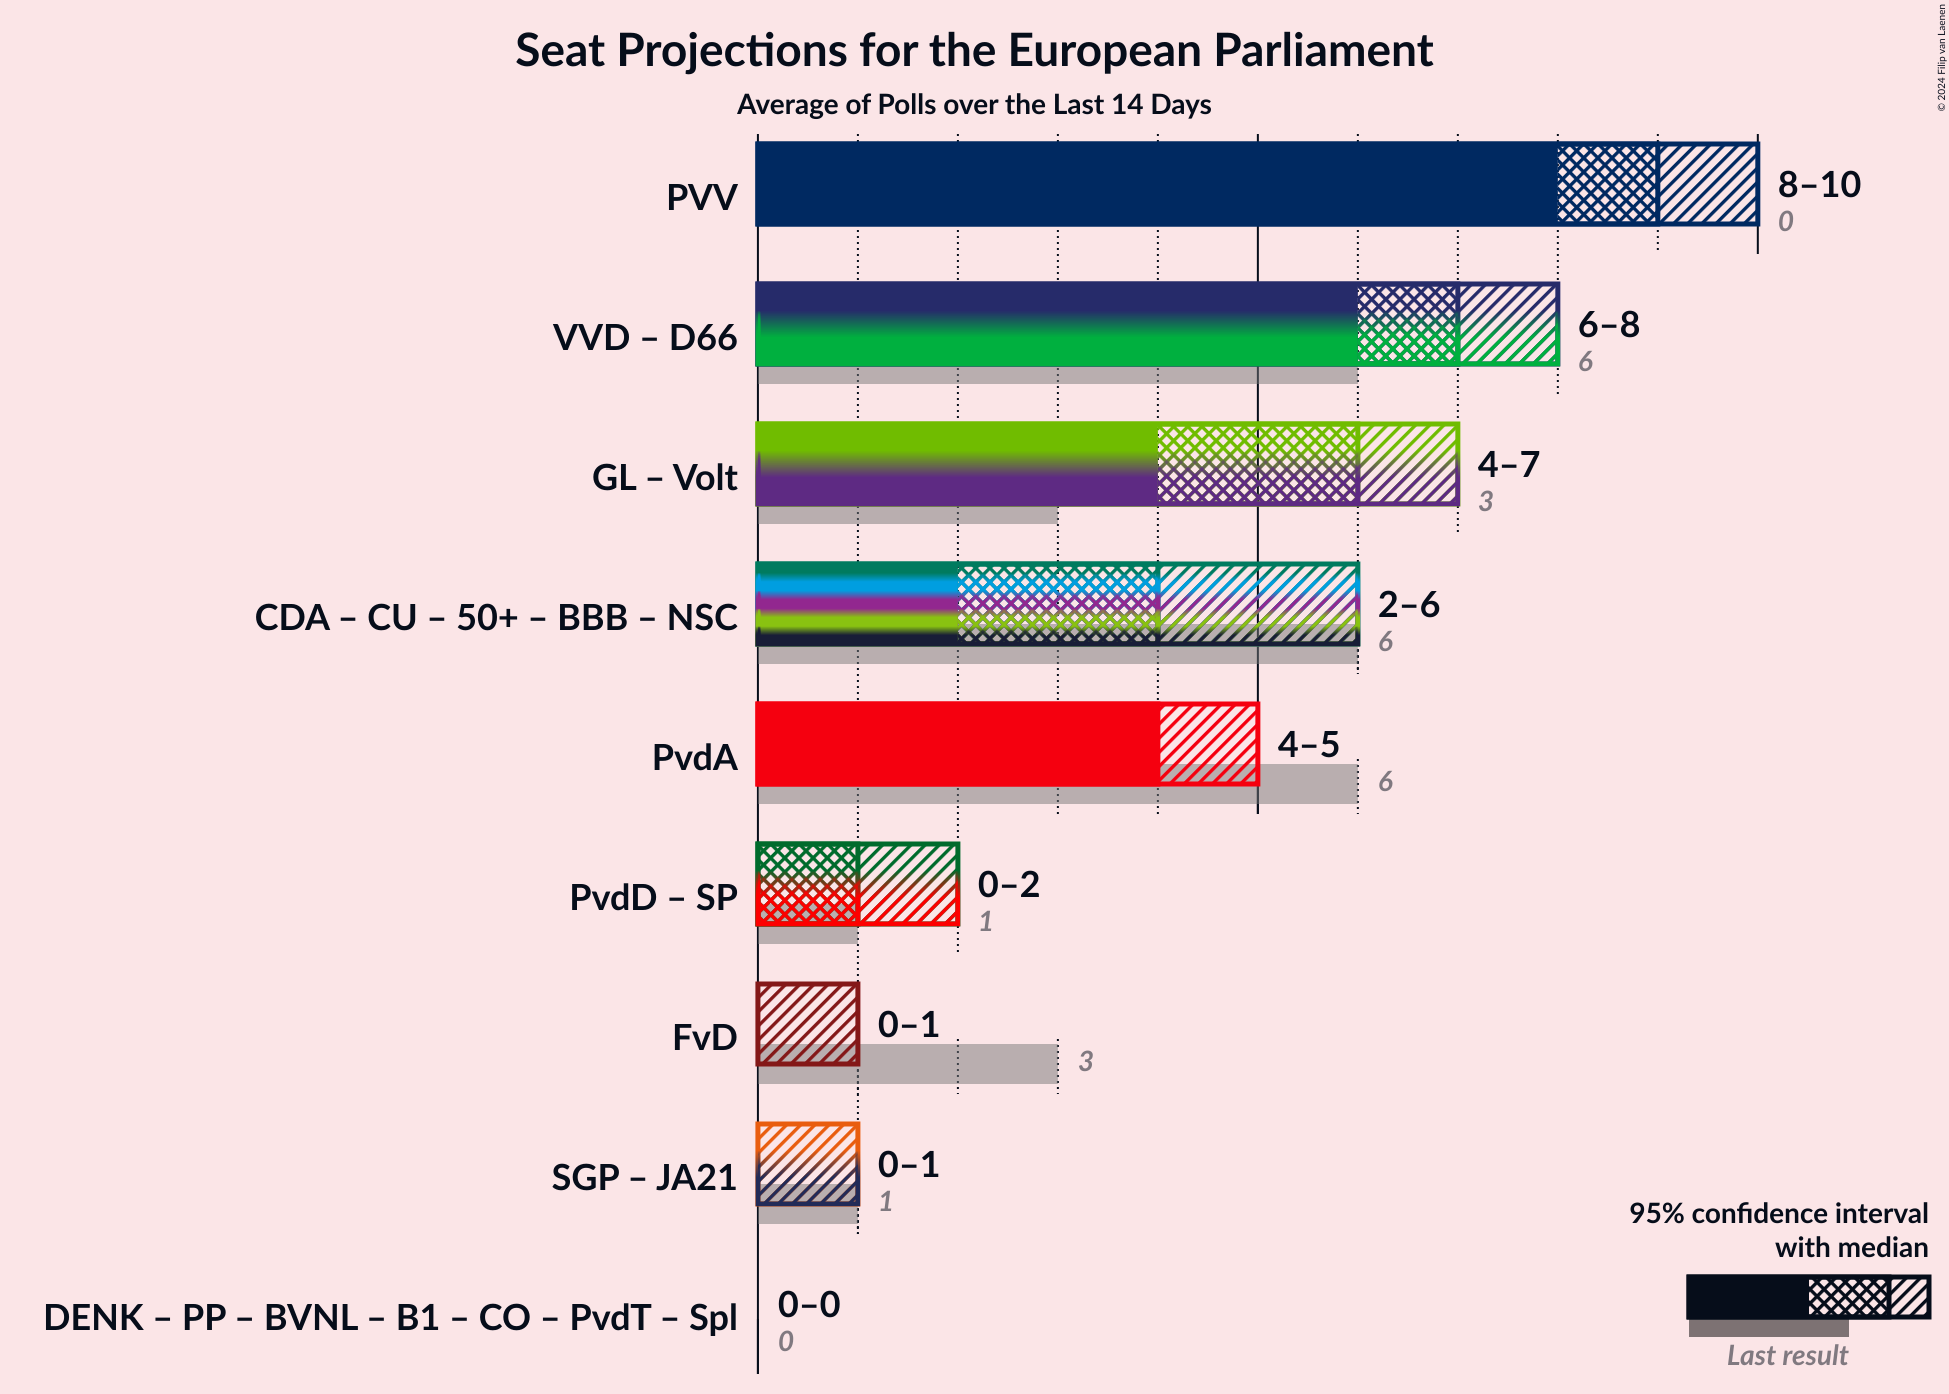 Seat Projections for the European Parliament
Average of Polls over the Last 14 Days
© 2024 Filip van Laenen
PVV
8–10
0
VVD – D66
6–8
6
GL – Volt
4–7
3
CDA – CU – 50+ – BBB – NSC
2–6
6
PvdA
4–5
6
PvdD – SP
0–2
1
FvD
0–1
3
SGP – JA21
0–1
1
DENK – PP – BVNL – B1 – CO – PvdT – Spl
0–0
0
95% confidence interval
with median
Last result